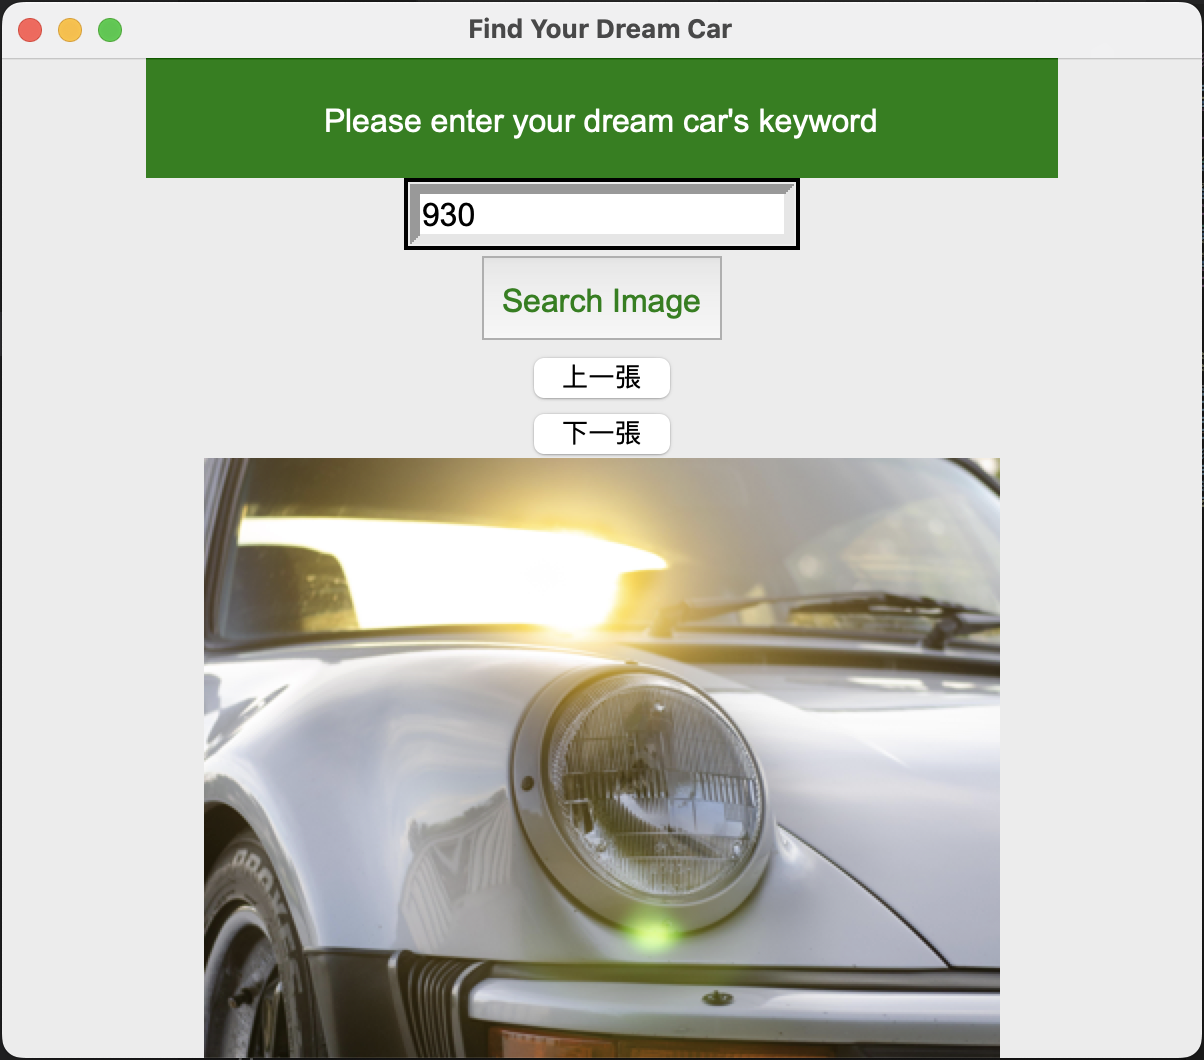 Find Your Dream Car
Please enter your dream car's keyword
930
Search Image
上一張
下一張